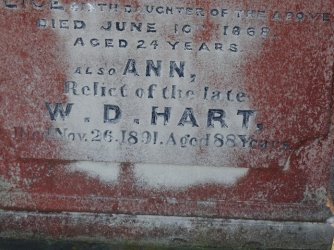 DAUGHTER OF THE ABOVE
DIED JUNE 10 1868
AGED 24 YEARS.
ALSO ANN,
Relict of the late
W. D. HART.
Died Nov. 26. 1891. Aged 88 Years